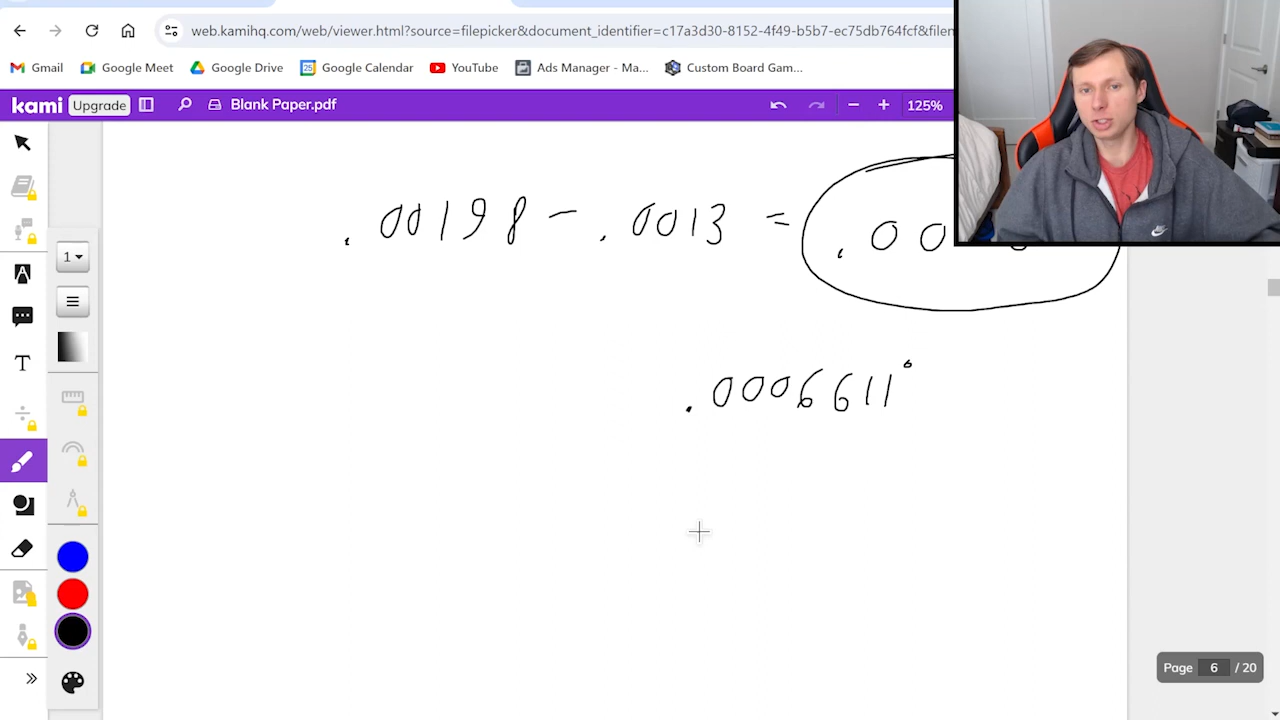 web.kamihq.com/web/viewer.html?source=filepicker&document_identifier=c17a3d30-8152-4f49-b5b7-ec75db764fcf&filen
Gmail Google Meet Google Drive Google Calendar YouTube Ads Manager - Ma... Custom Board Gam...
kami Upgrade Blank Paper.pdf 125%
.00198 - .0013 = .00
1
.0006611°
T
Page 6 / 20